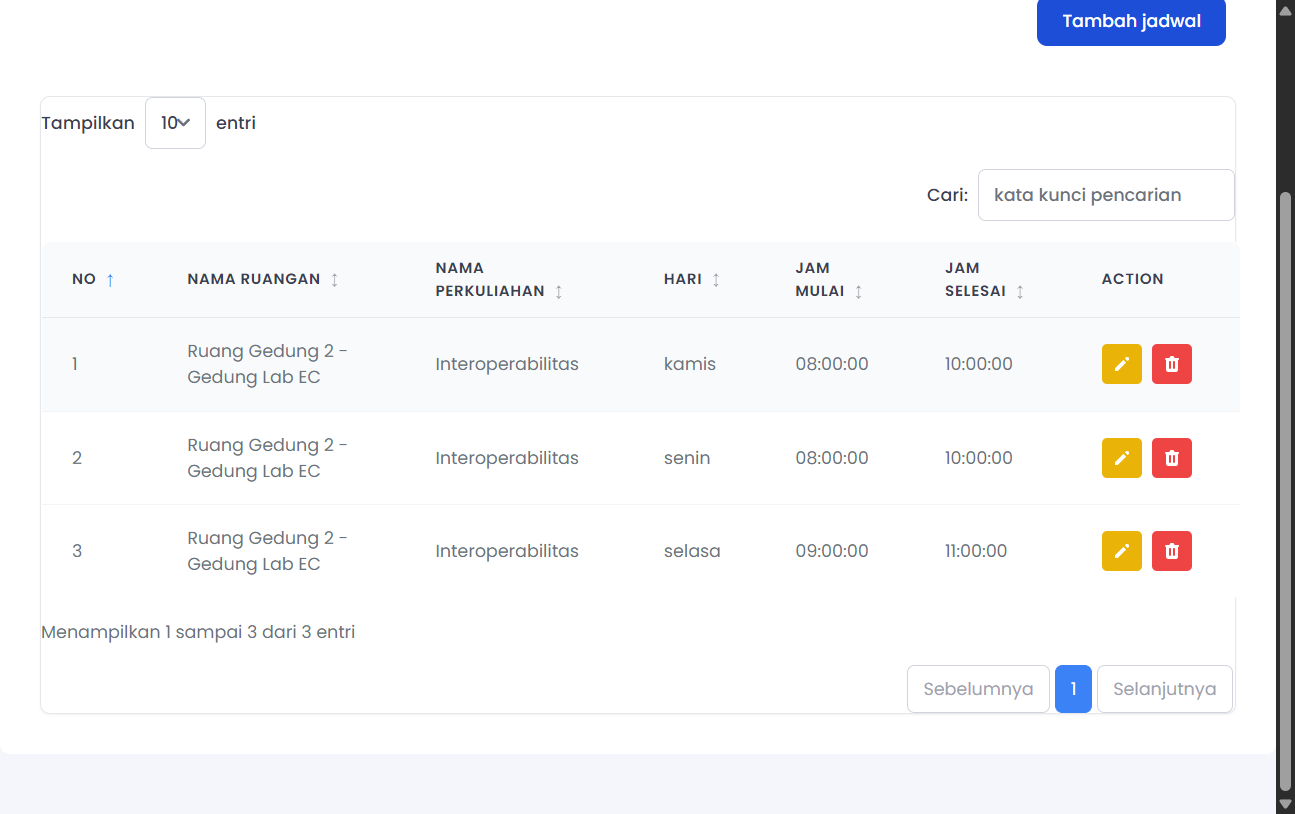 Tambah jadwal
Tampilkan 10 entri
Cari: kata kunci pencarian
NO NAMA RUANGAN NAMA PERKULIAHAN HARI JAM MULAI JAM SELESAI ACTION
1 Ruang Gedung 2 - Gedung Lab EC Interoperabilitas kamis 08:00:00 10:00:00
2 Ruang Gedung 2 - Gedung Lab EC Interoperabilitas senin 08:00:00 10:00:00
3 Ruang Gedung 2 - Gedung Lab EC Interoperabilitas selasa 09:00:00 11:00:00
Menampilkan 1 sampai 3 dari 3 entri
Sebelumnya 1 Selanjutnya